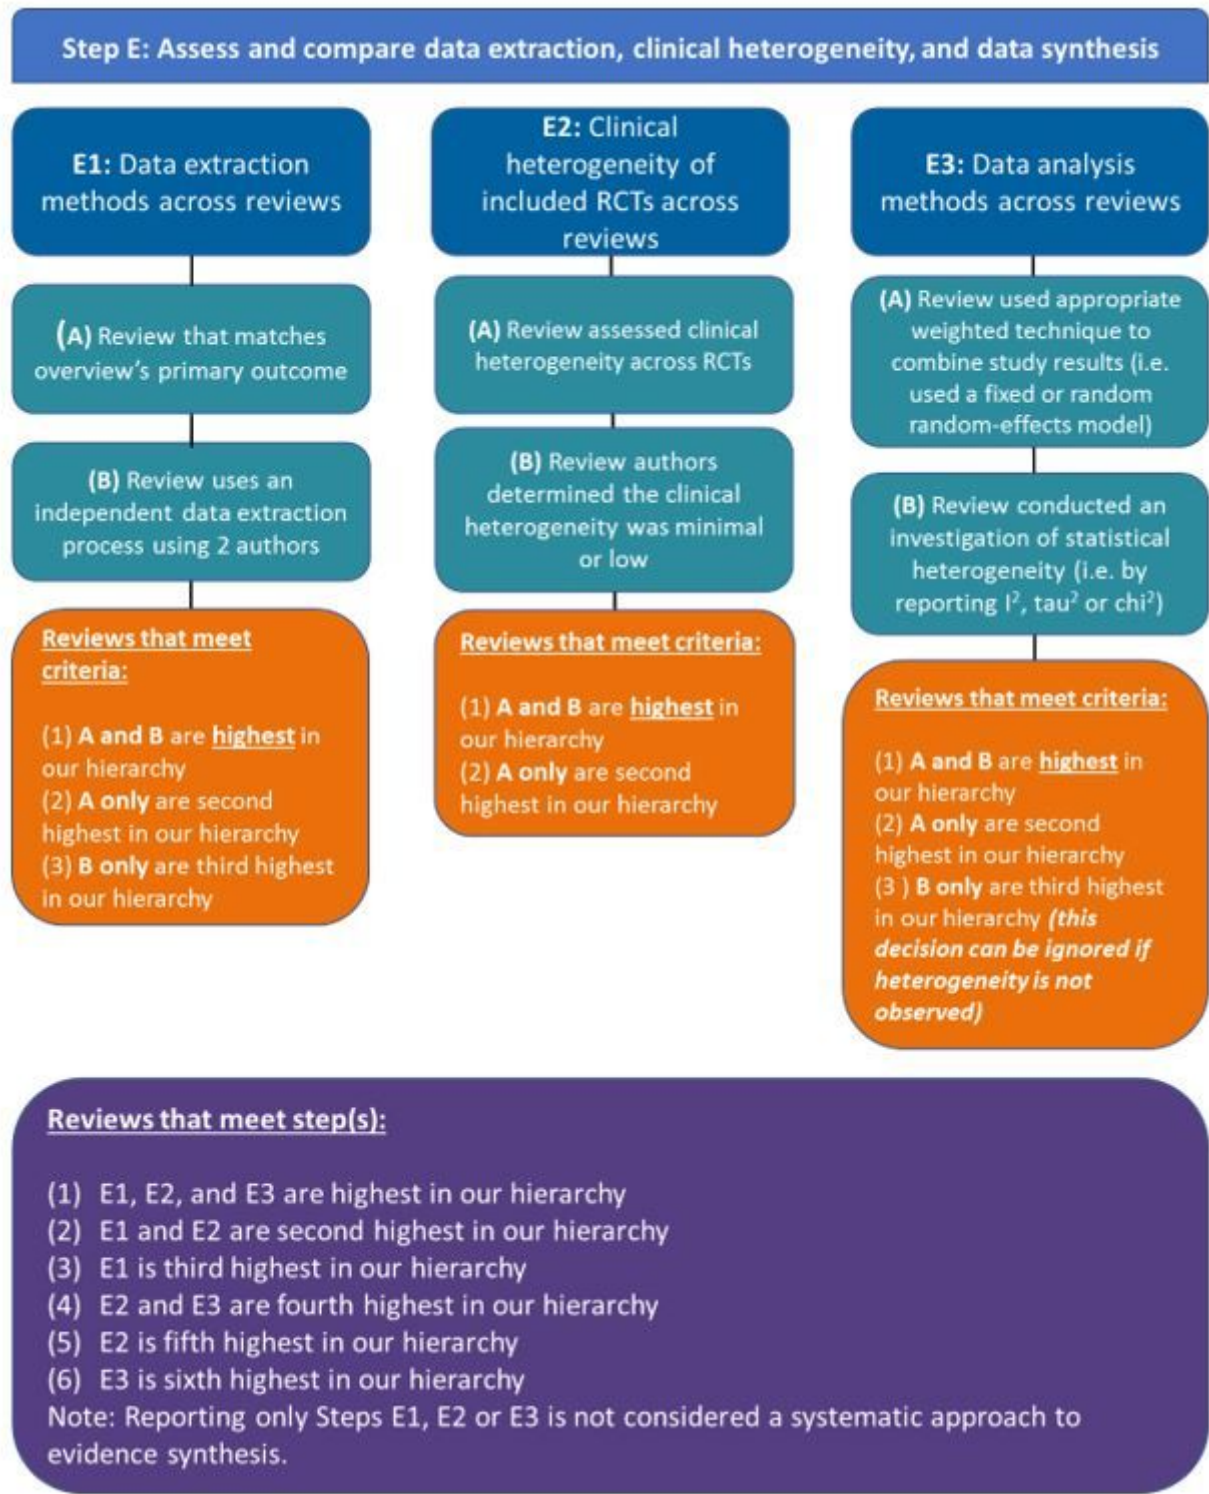 Step E: Assess and compare data extraction, clinical heterogeneity, and data synthesis
E1: Data extraction
methods across reviews
(A) Review that matches
overview's primary outcome
(B) Review uses an
independent data extraction
process using 2 authors
Reviews that meet
criteria:
(1) A and B are highest in
our hierarchy
(2) A only are second
highest in our hierarchy
(3) B only are third highest
in our hierarchy
E2: Clinical
heterogeneity of
included RCTs across
reviews
(A) Review assessed clinical
heterogeneity across RCTs
(B) Review authors
determined the clinical
heterogeneity was minimal
or low
Reviews that meet criteria:
(1) A and B are highest in
our hierarchy
(2) A only are second
highest in our hierarchy
E3: Data analysis
methods across reviews
(A) Review used appropriate
weighted technique to
combine study results (i.e.
used a fixed or random
random-effects model)
(B) Review conducted an
investigation of statistical
heterogeneity (i.e. by
reporting I², tau² or chi²)
Reviews that meet criteria:
(1) A and B are highest in
our hierarchy
(2) A only are second
highest in our hierarchy
(3 ) B only are third highest
in our hierarchy (this
decision can be ignored if
heterogeneity is not
observed)
Reviews that meet step(s):
(1) E1, E2, and E3 are highest in our hierarchy
(2) E1 and E2 are second highest in our hierarchy
(3) E1 is third highest in our hierarchy
(4) E2 and E3 are fourth highest in our hierarchy
(5) E2 is fifth highest in our hierarchy
(6) E3 is sixth highest in our hierarchy
Note: Reporting only Steps E1, E2 or E3 is not considered a systematic approach to
evidence synthesis.